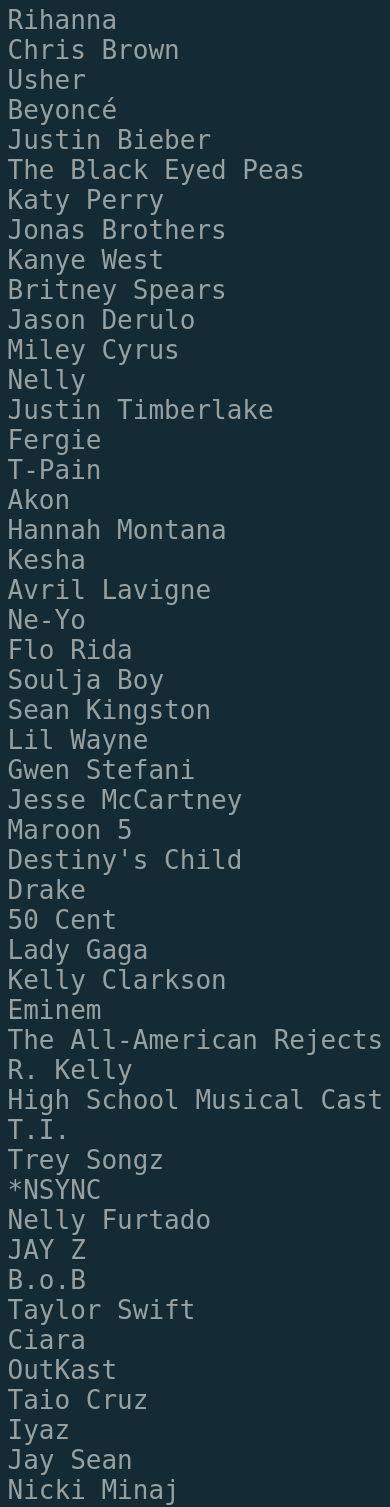 Rihanna
Chris Brown
Usher
Beyoncé
Justin Bieber
The Black Eyed Peas
Katy Perry
Jonas Brothers
Kanye West
Britney Spears
Jason Derulo
Miley Cyrus
Nelly
Justin Timberlake
Fergie
T-Pain
Akon
Hannah Montana
Kesha
Avril Lavigne
Ne-Yo
Flo Rida
Soulja Boy
Sean Kingston
Lil Wayne
Gwen Stefani
Jesse McCartney
Maroon 5
Destiny's Child
Drake
50 Cent
Lady Gaga
Kelly Clarkson
Eminem
The All-American Rejects
R. Kelly
High School Musical Cast
T.I.
Trey Songz
*NSYNC
Nelly Furtado
JAY Z
B.o.B
Taylor Swift
Ciara
OutKast
Taio Cruz
Iyaz
Jay Sean
Nicki Minaj